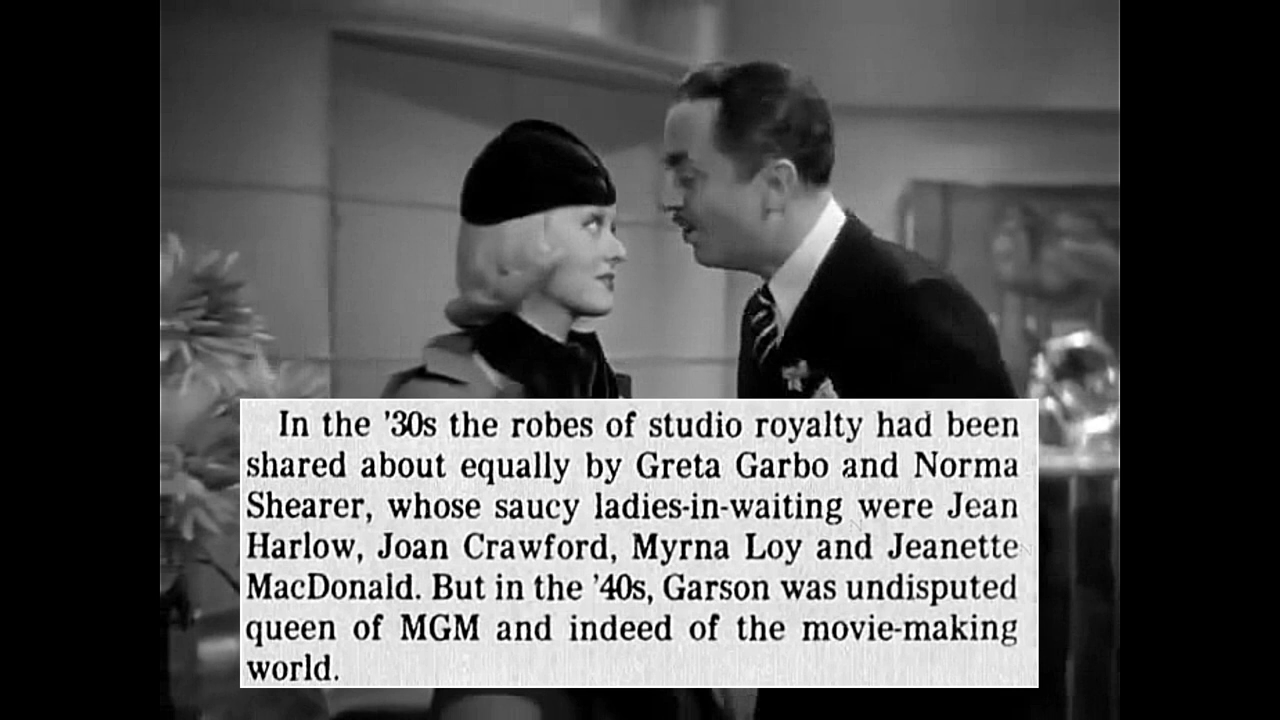 In the '30s the robes of studio royalty had been
shared about equally by Greta Garbo and Norma
Shearer, whose saucy ladies-in-waiting were Jean
Harlow, Joan Crawford, Myrna Loy and Jeanette
MacDonald. But in the '40s, Garson was undisputed
queen of MGM and indeed of the movie-making
world.